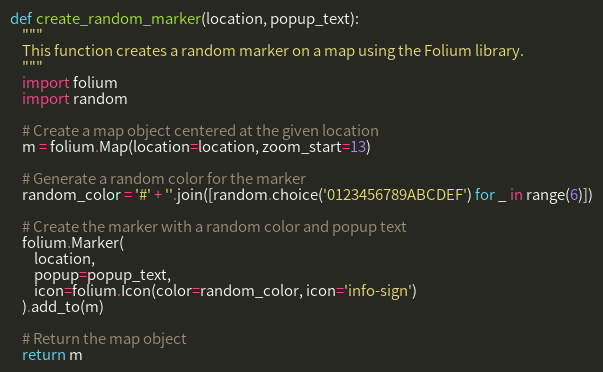 def create_random_marker(location, popup_text):
    """
    This function creates a random marker on a map using the Folium library.
    """
    import folium
    import random

    # Create a map object centered at the given location
    m = folium.Map(location=location, zoom_start=13)

    # Generate a random color for the marker
    random_color = '#' + ''.join([random.choice('0123456789ABCDEF') for _ in range(6)])

    # Create the marker with a random color and popup text
    folium.Marker(
        location,
        popup=popup_text,
        icon=folium.Icon(color=random_color, icon='info-sign')
    ).add_to(m)

    # Return the map object
    return m